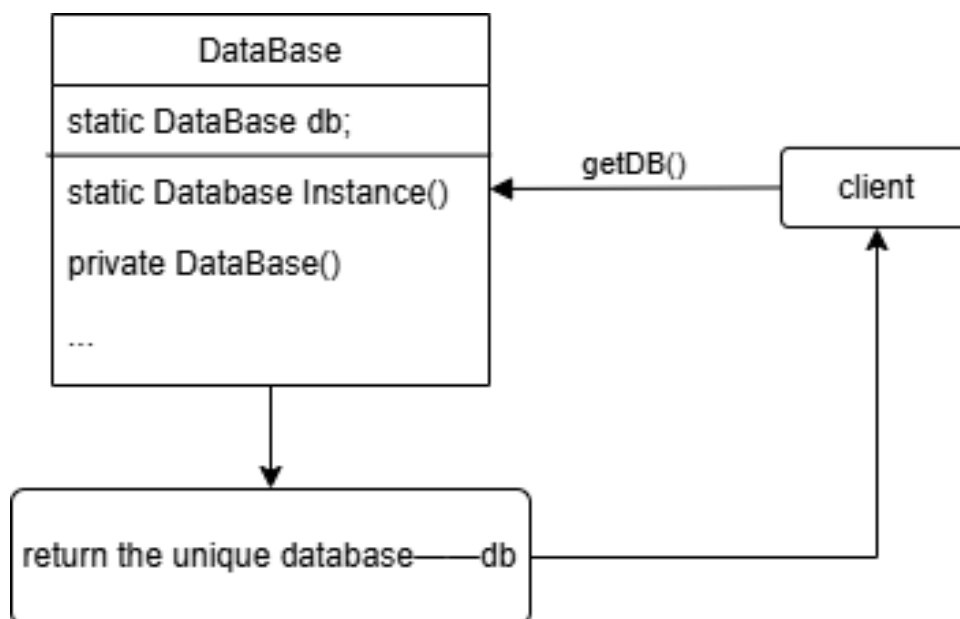 DataBase
static DataBase db;
static Database Instance()
private DataBase()
...
getDB()
client
return the unique database——db